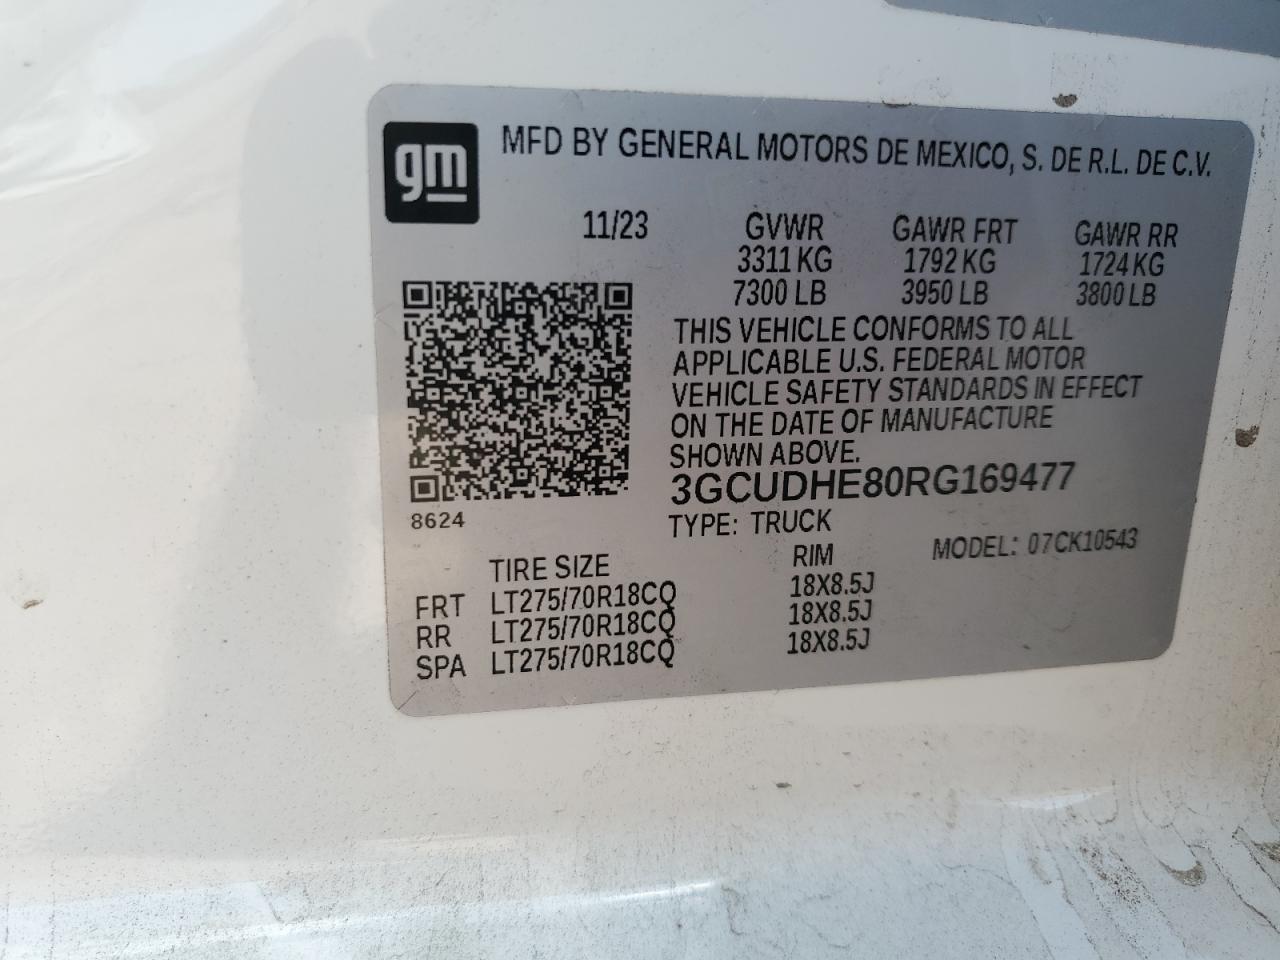 gm
MFD BY GENERAL MOTORS DE MEXICO, S. DE R.L. DE C.V.
11/23 GVWR GAWR FRT GAWR RR
3311 KG 1792 KG 1724 KG
7300 LB 3950 LB 3800 LB
THIS VEHICLE CONFORMS TO ALL
APPLICABLE U.S. FEDERAL MOTOR
VEHICLE SAFETY STANDARDS IN EFFECT
ON THE DATE OF MANUFACTURE
SHOWN ABOVE.
3GCUDHE80RG169477
8624
TYPE: TRUCK
MODEL: 07CK10543
TIRE SIZE RIM
FRT LT275/70R18CQ 18X8.5J
RR LT275/70R18CQ 18X8.5J
SPA LT275/70R18CQ 18X8.5J